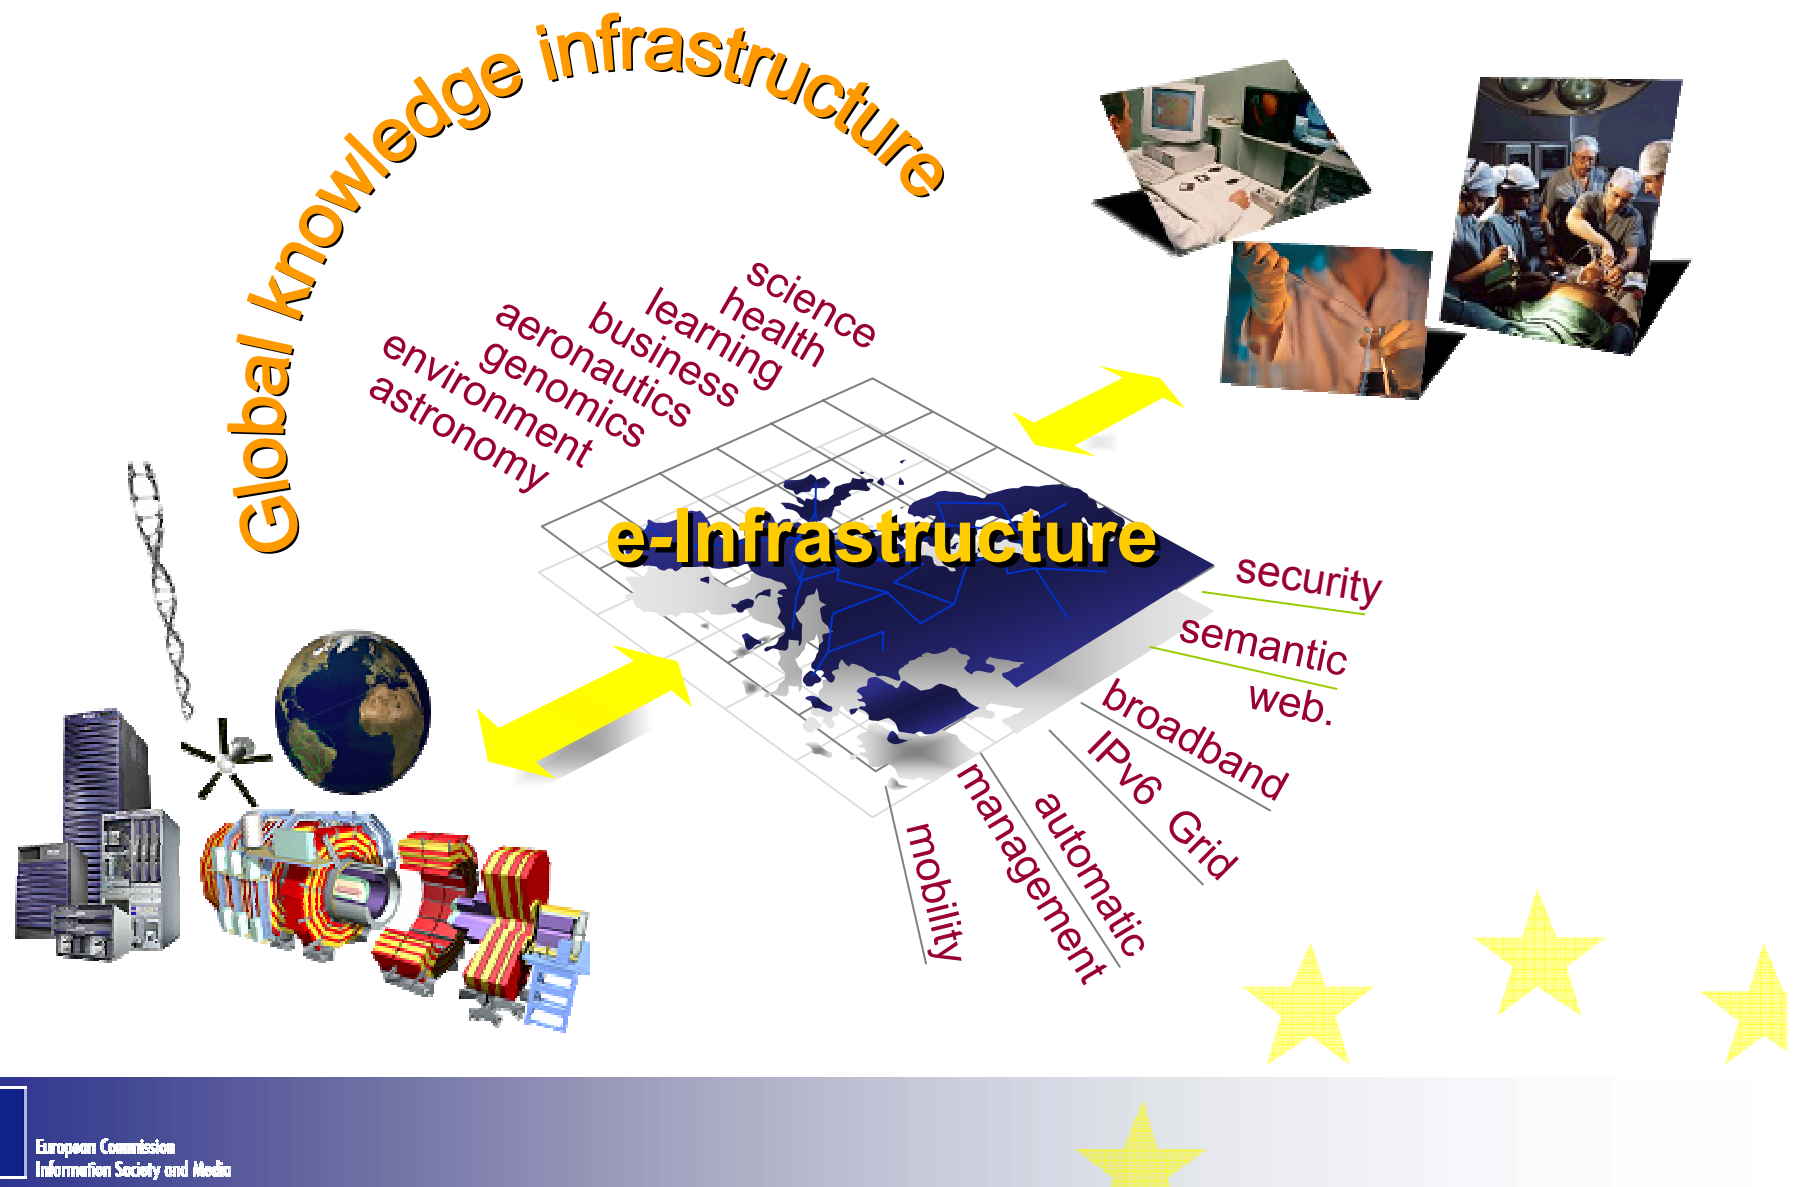 Global knowledge infrastructure
science
health
learning
business
aeronautics
genomics
environment
astronomy
e-Infrastructure
security
semantic
web.
broadband
IPv6 Grid
automatic
management
mobility
European Commission
Information Society and Media